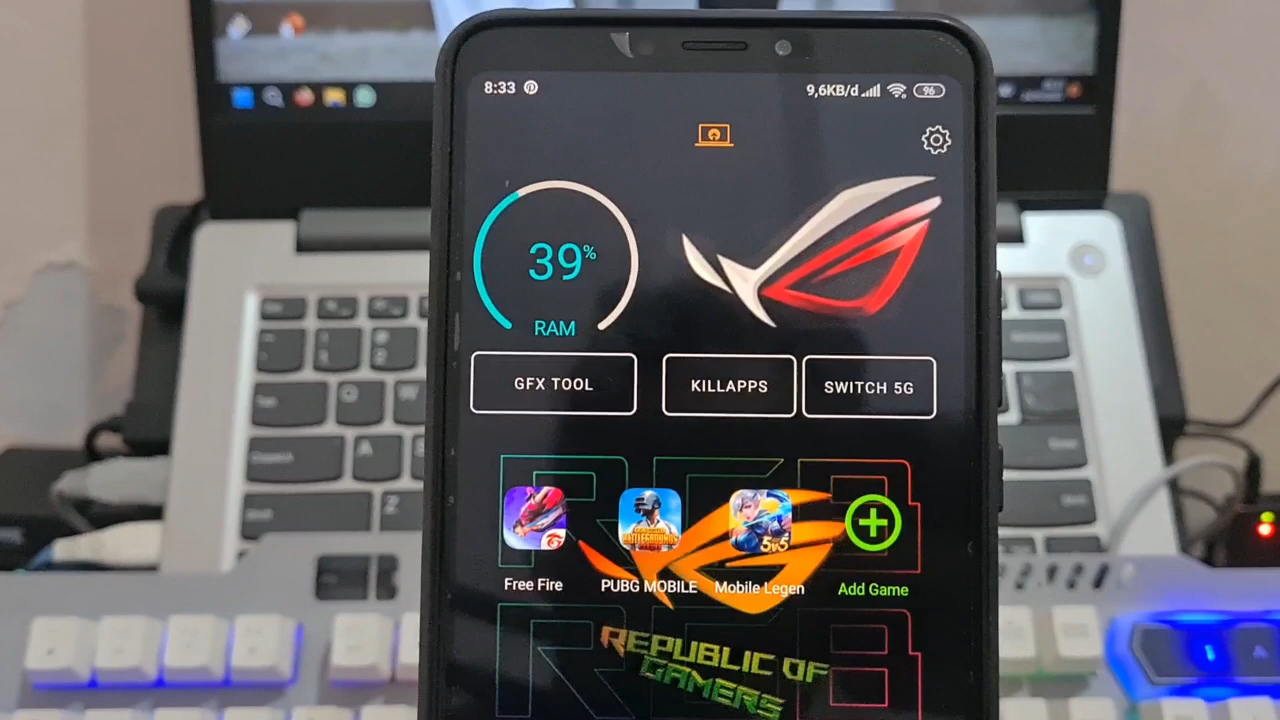 8:33
9,6KB/d
96
39%
RAM
GFX TOOL
KILLAPPS
SWITCH 5G
5v5
Free Fire
PUBG MOBILE
Mobile Legen
Add Game
REPUBLIC OF
GAMERS
Q
W
A
Z